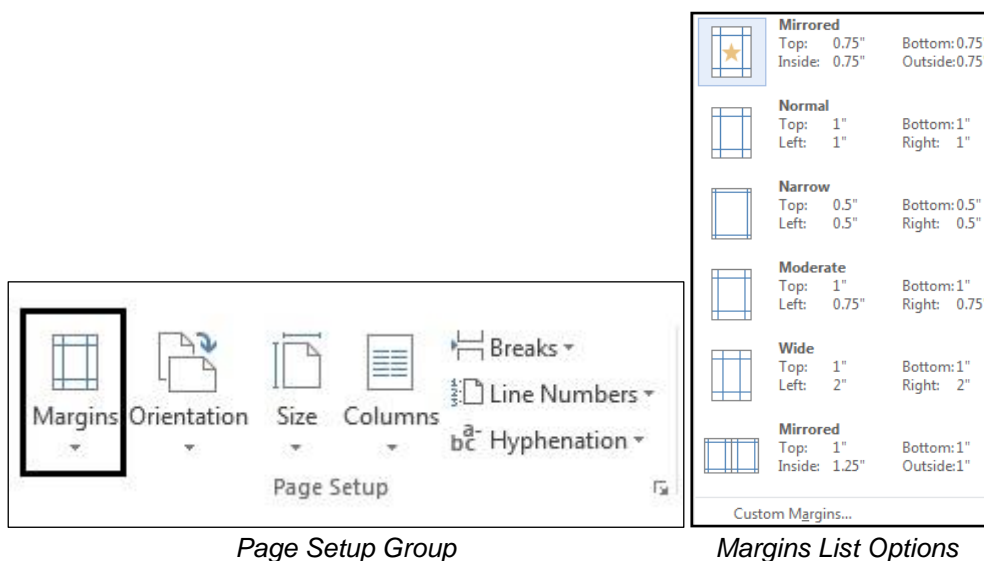 Mirrored
Top: 0.75" Bottom: 0.75"
Inside: 0.75" Outside: 0.75"
Normal
Top: 1" Bottom: 1"
Left: 1" Right: 1"
Narrow
Top: 0.5" Bottom: 0.5"
Left: 0.5" Right: 0.5"
Moderate
Top: 1" Bottom: 1"
Left: 0.75" Right: 0.75
Wide
Top: 1" Bottom: 1"
Left: 2" Right: 2"
Mirrored
Top: 1" Bottom: 1"
Inside: 1.25" Outside: 1"
Custom Margins...
Margins Orientation Size Columns
Breaks
Line Numbers
Hyphenation
Page Setup
Page Setup Group
Margins List Options